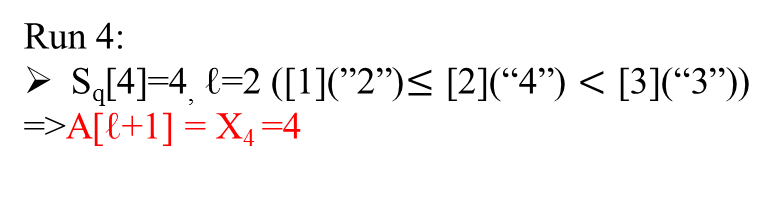 Run 4:
➢ Sq[4]=4, ℓ=2 ([1](”2”)≤ [2](“4”) < [3](“3”))
=>A[ℓ+1] = X4 =4